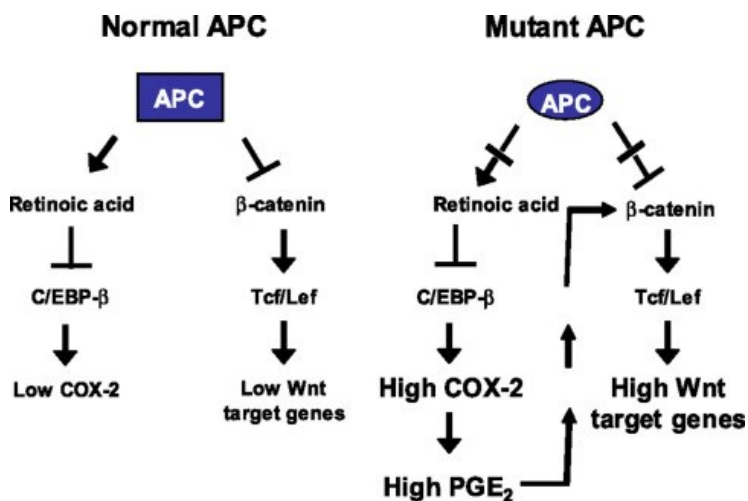 Normal APC
APC
Retinoic acid
β-catenin
C/EBP-β
Tcf/Lef
Low COX-2
Low Wnt
target genes
Mutant APC
APC
Retinoic acid
β-catenin
C/EBP-β
Tcf/Lef
High COX-2
High Wnt
target genes
High PGE₂